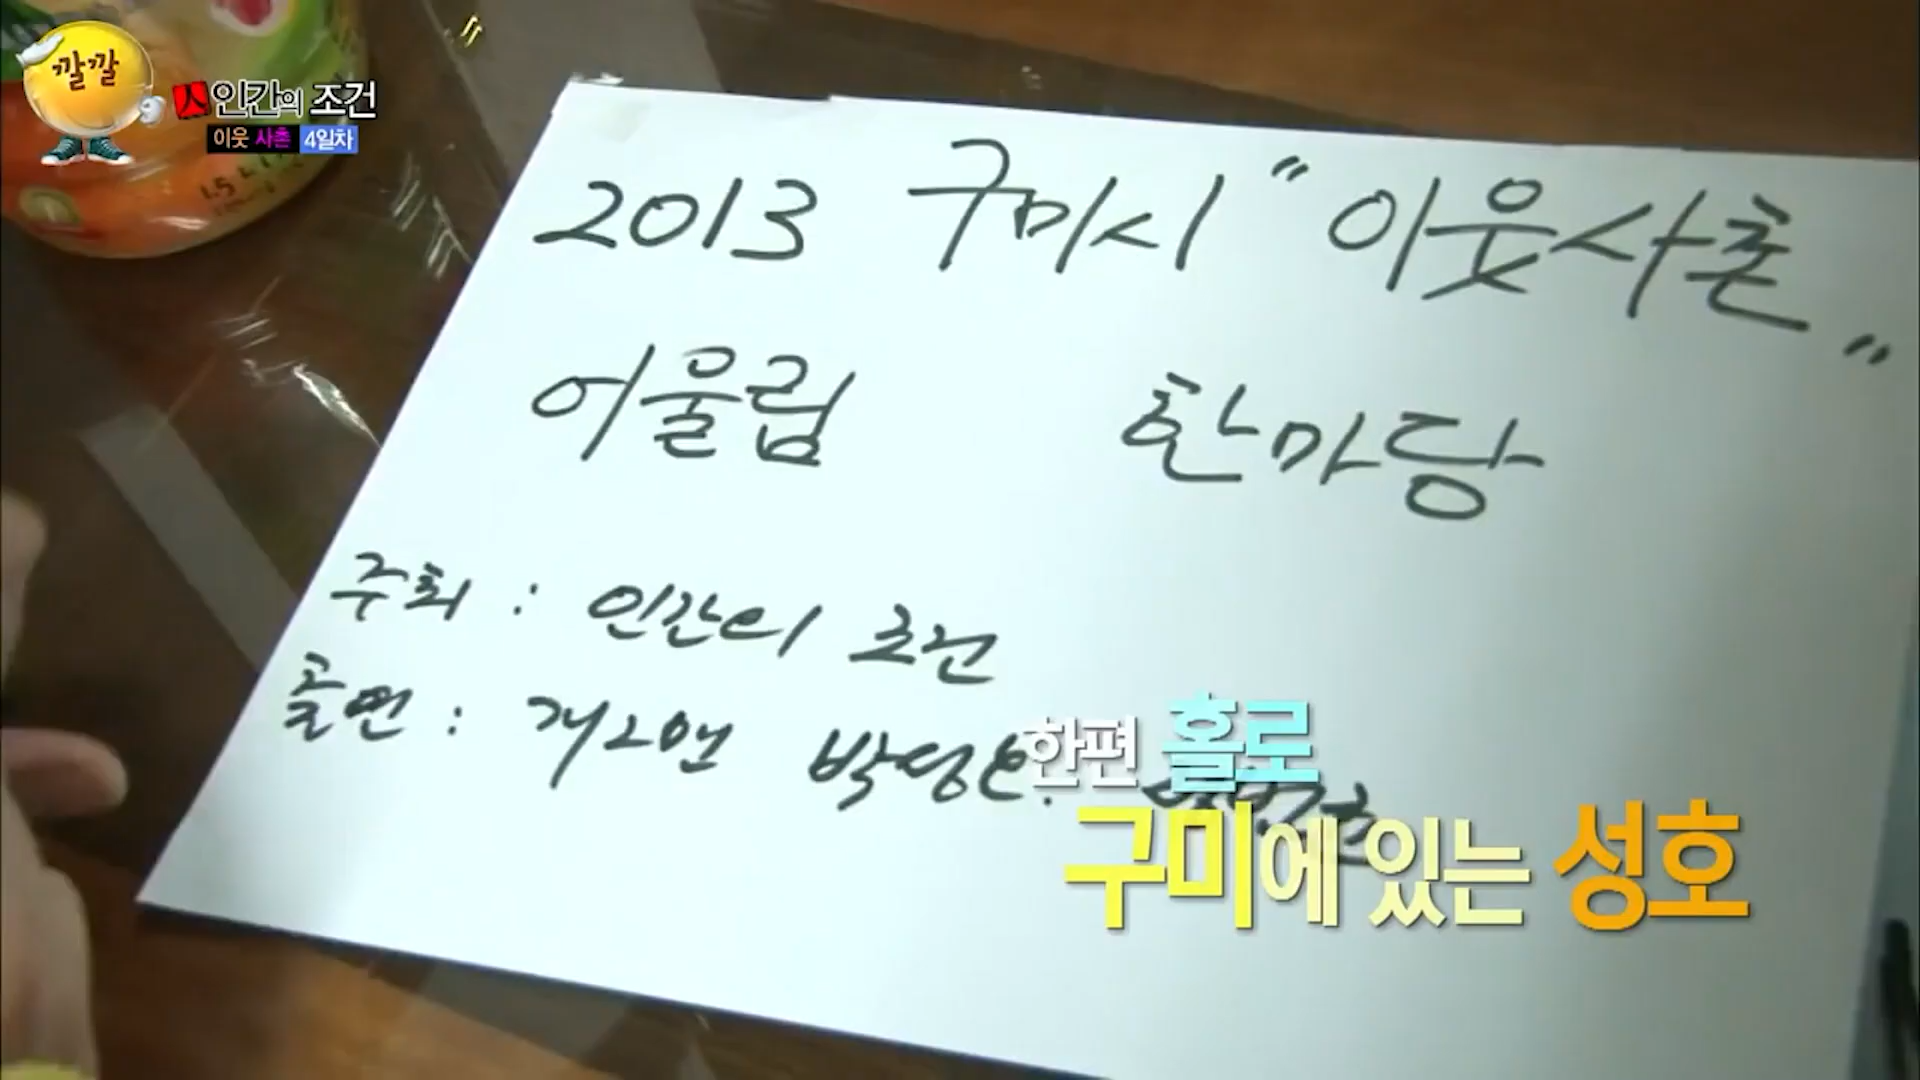 깔깔
人인간의 조건
이웃 사촌 4일차
2013 구미시 "이웃사촌"
어울림 한마당
주최 : 인간의 조건
출연 : 개그맨 박성호.
한편 홀로
구미에 있는 성호